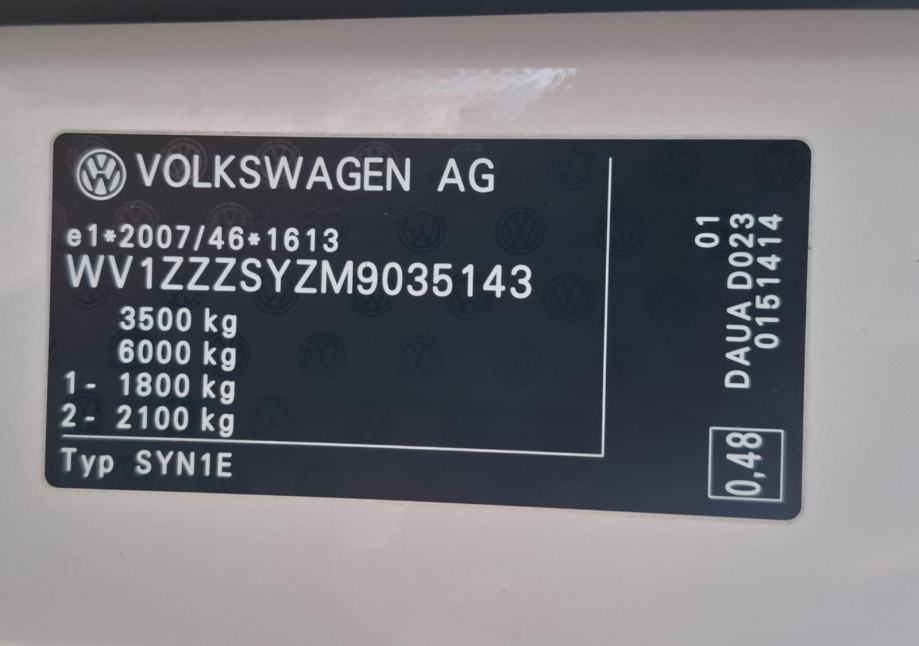 VOLKSWAGEN AG
e1*2007/46*1613
WV1ZZZSYZM9035143
3500 kg
6000 kg
1- 1800 kg
2- 2100 kg
Typ SYN1E
01
DAUA D023
0151414
0,48